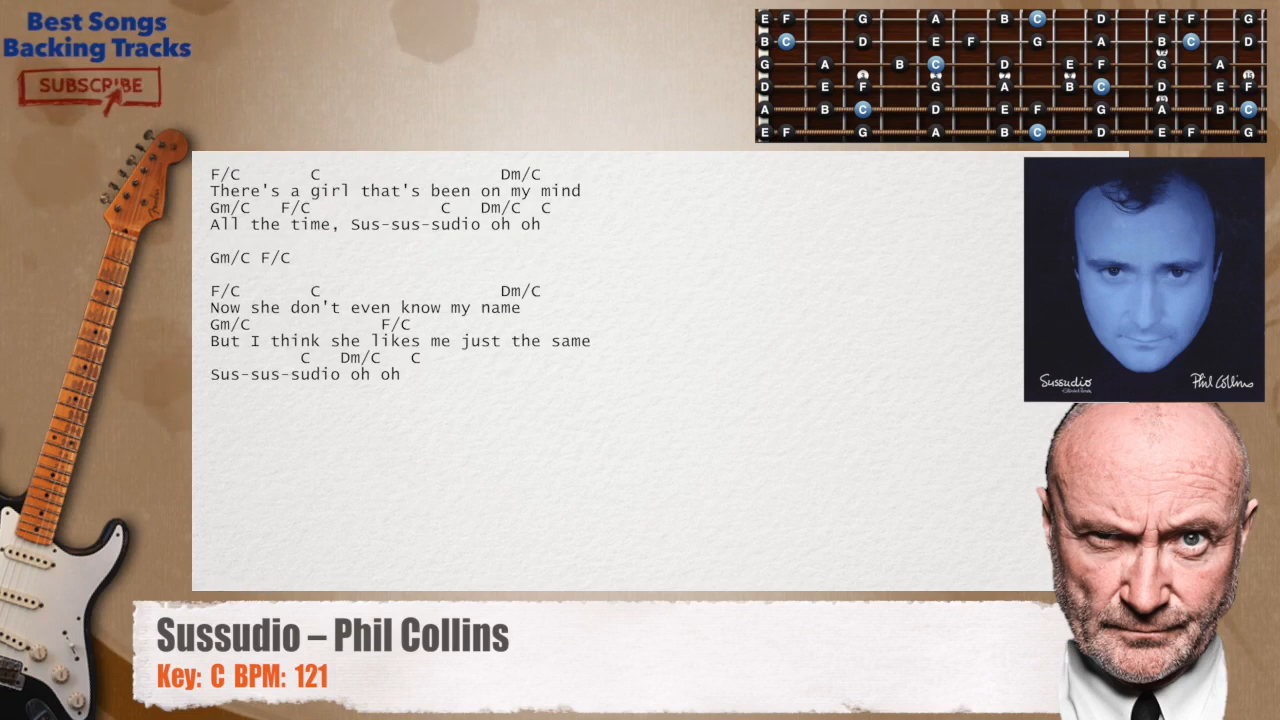 Best Songs
Backing Tracks
SUBSCRIBE
E F G A B C D E F G
B C D E F G A B C D
G A B C D E F G A
D E F G A B C D E F
A B C D E F G A B C
E F G A B C D E F G
F/C C Dm/C
There's a girl that's been on my mind
Gm/C F/C C Dm/C C
All the time, Sus-sus-sudio oh oh
Gm/C F/C
F/C C Dm/C
Now she don't even know my name
Gm/C F/C
But I think she likes me just the same
C Dm/C C
Sus-sus-sudio oh oh
Sussudio
Phil Collins
Fender
Sussudio – Phil Collins
Key: C BPM: 121